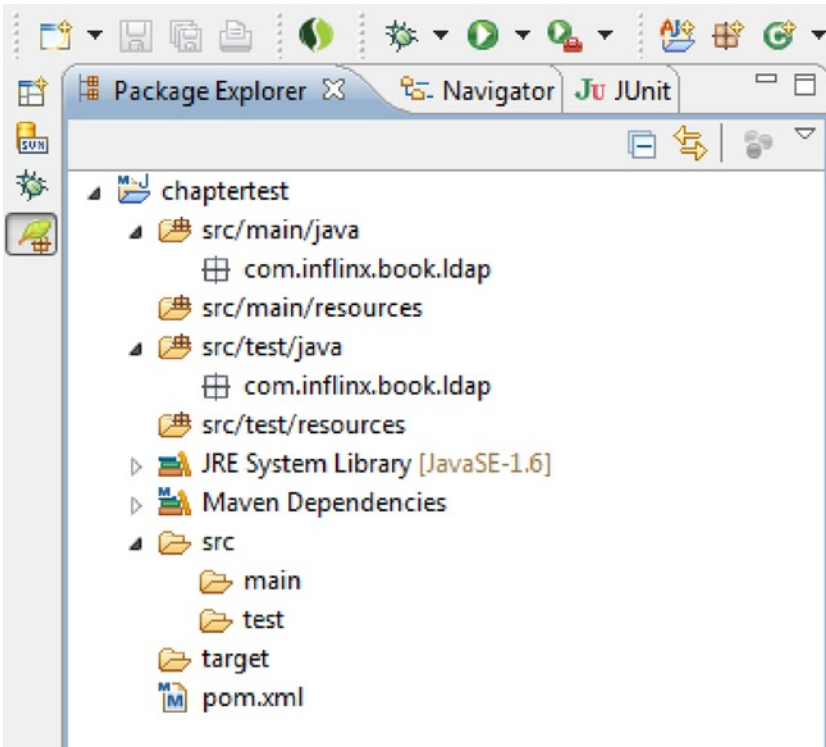 Package Explorer Navigator JU JUnit
SVN
chaptertest
src/main/java
com.inflinx.book.ldap
src/main/resources
src/test/java
com.inflinx.book.ldap
src/test/resources
JRE System Library [JavaSE-1.6]
Maven Dependencies
src
main
test
target
pom.xml